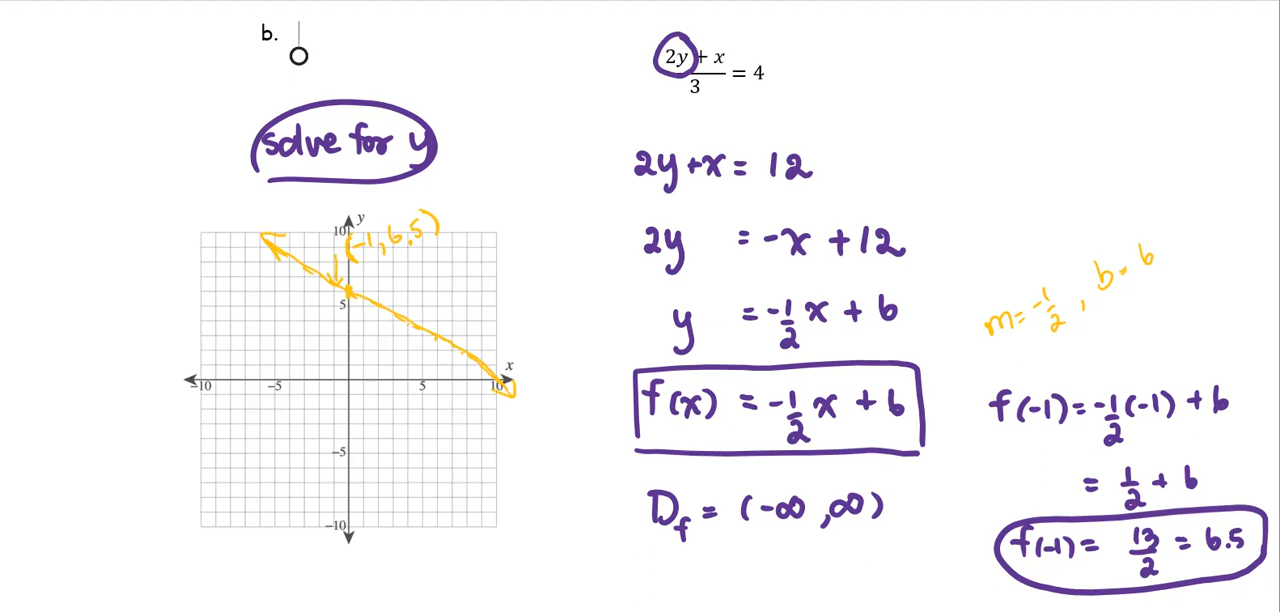 b.
2y + x
3
= 4
solve for y
2y+x = 12
2y = -x + 12
y = -1/2 x + 6
f(x) = -1/2 x + 6
D_f = (-∞, ∞)
m = -1/2, b = 6
f(-1) = -1/2(-1) + 6
= 1/2 + 6
f(-1) = 13/2 = 6.5
y
10
(-1, 6.5)
5
x
-10
-5
5
10
-5
-10